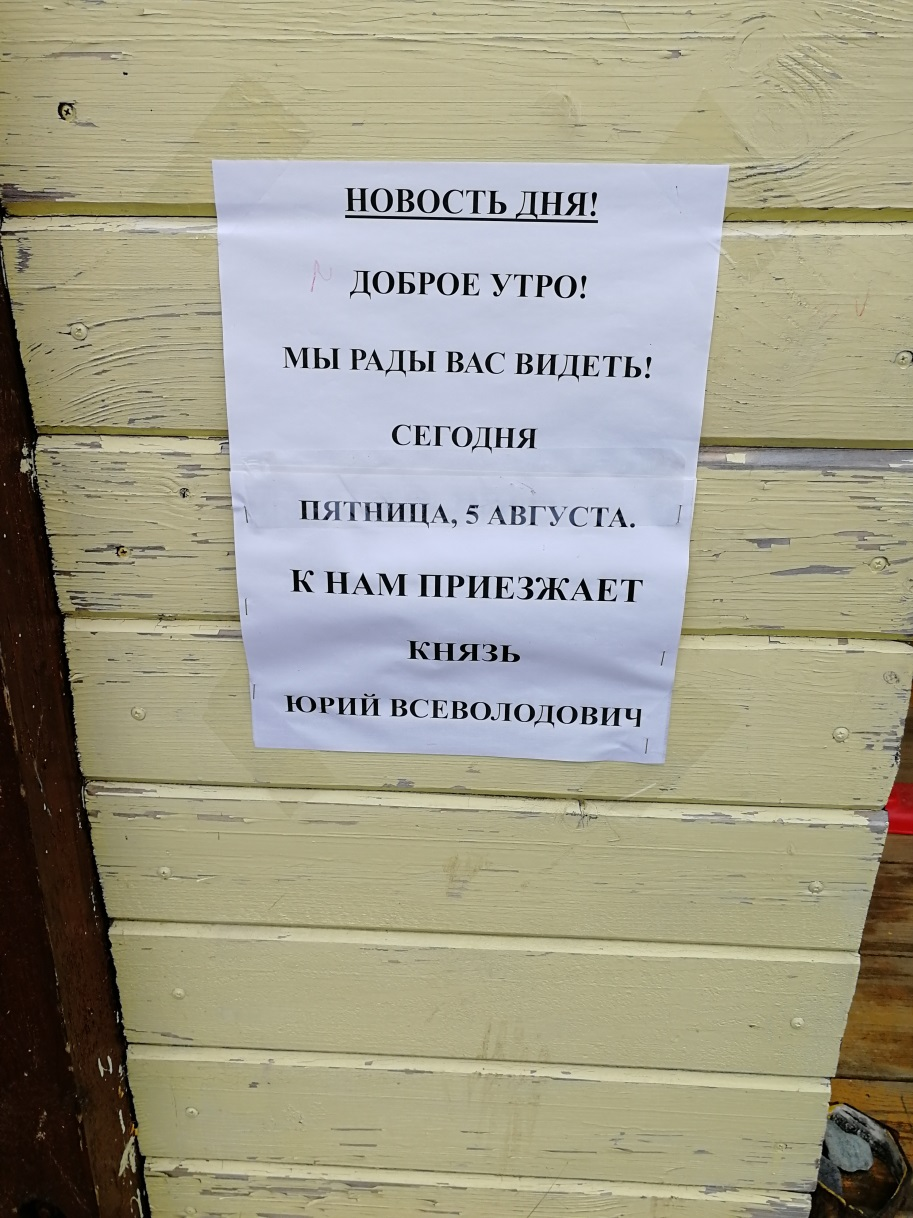 НОВОСТЬ ДНЯ!
ДОБРОЕ УТРО!
МЫ РАДЫ ВАС ВИДЕТЬ!
СЕГОДНЯ
ПЯТНИЦА, 5 АВГУСТА.
К НАМ ПРИЕЗЖАЕТ
КНЯЗЬ
ЮРИЙ ВСЕВОЛОДОВИЧ